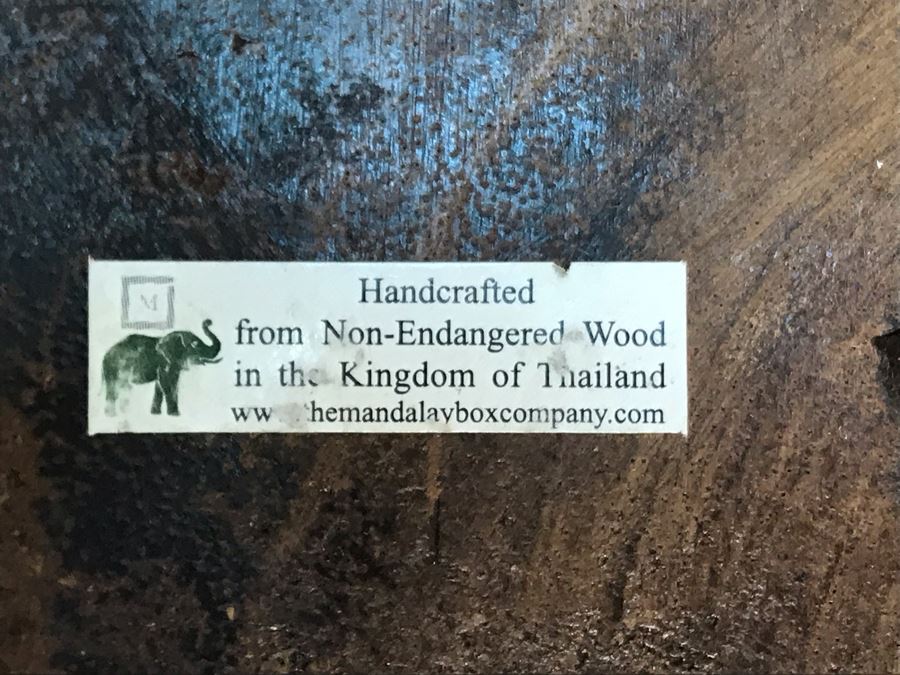 M
Handcrafted
from Non-Endangered Wood
in the Kingdom of Thailand
www.themandalayboxcompany.com